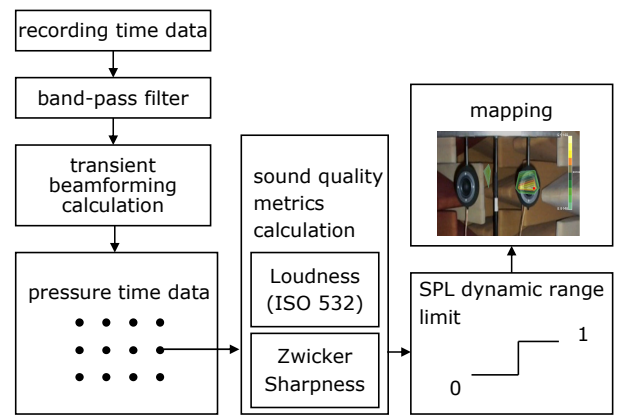 recording time data
band-pass filter
transient
beamforming
calculation
pressure time data
sound quality
metrics
calculation
Loudness
(ISO 532)
Zwicker
Sharpness
SPL dynamic range
limit
0
1
mapping